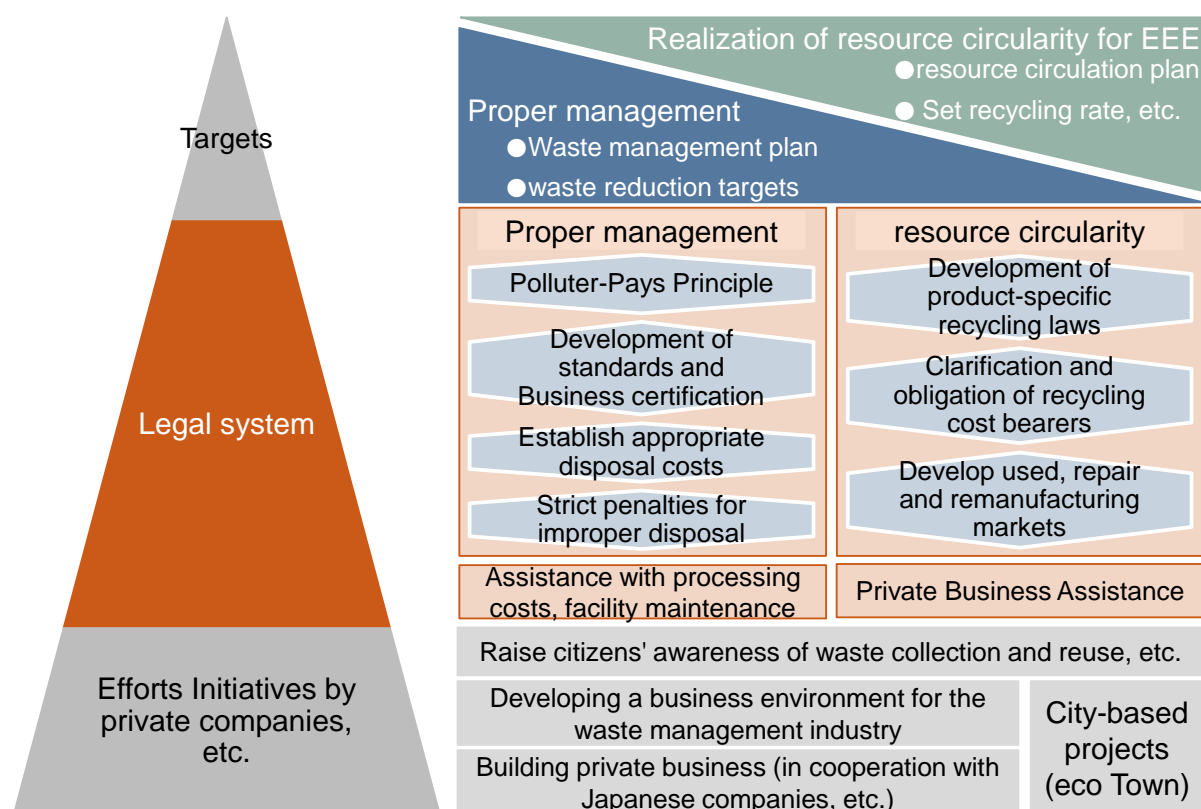 Targets
Legal system
Efforts Initiatives by
private companies,
etc.
Realization of resource circularity for EEE
●resource circulation plan
● Set recycling rate, etc.
Proper management
●Waste management plan
●waste reduction targets
Proper management
Polluter-Pays Principle
Development of
standards and
Business certification
Establish appropriate
disposal costs
Strict penalties for
improper disposal
resource circularity
Development of
product-specific
recycling laws
Clarification and
obligation of recycling
cost bearers
Develop used, repair
and remanufacturing
markets
Assistance with processing
costs, facility maintenance
Private Business Assistance
Raise citizens' awareness of waste collection and reuse, etc.
Developing a business environment for the
waste management industry
Building private business (in cooperation with
Japanese companies, etc.)
City-based
projects
(eco Town)